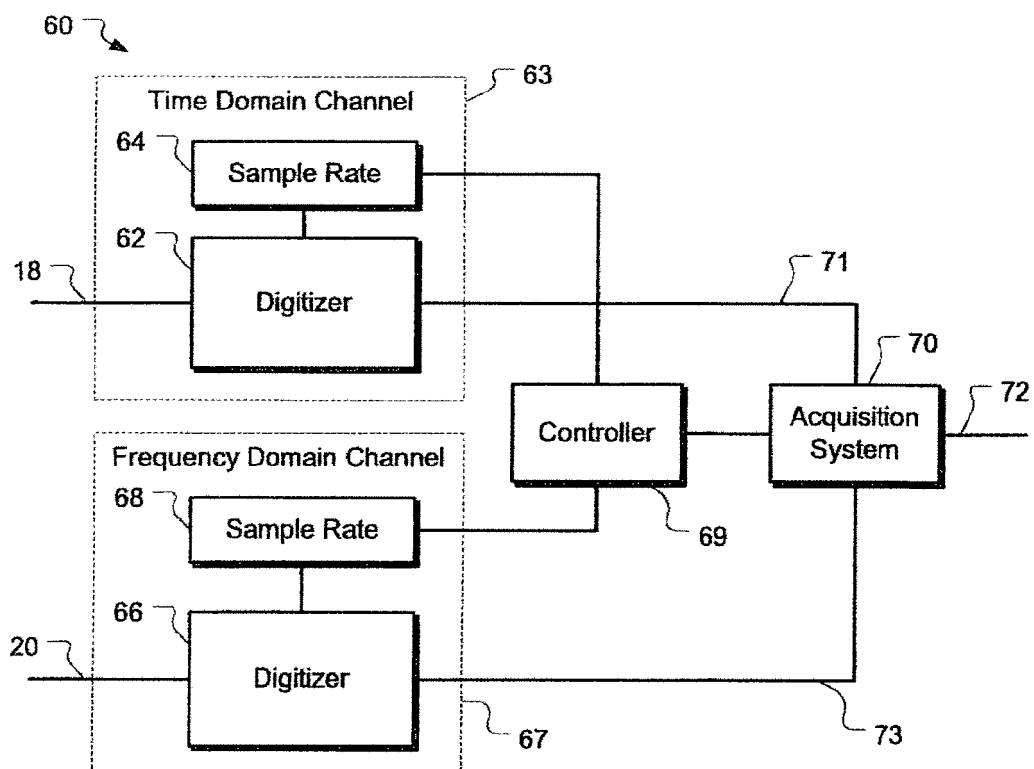 60
63
Time Domain Channel
64
Sample Rate
62
18
Digitizer
71
70
72
Controller
Acquisition
System
Frequency Domain Channel
68
Sample Rate
69
66
20
Digitizer
67
73